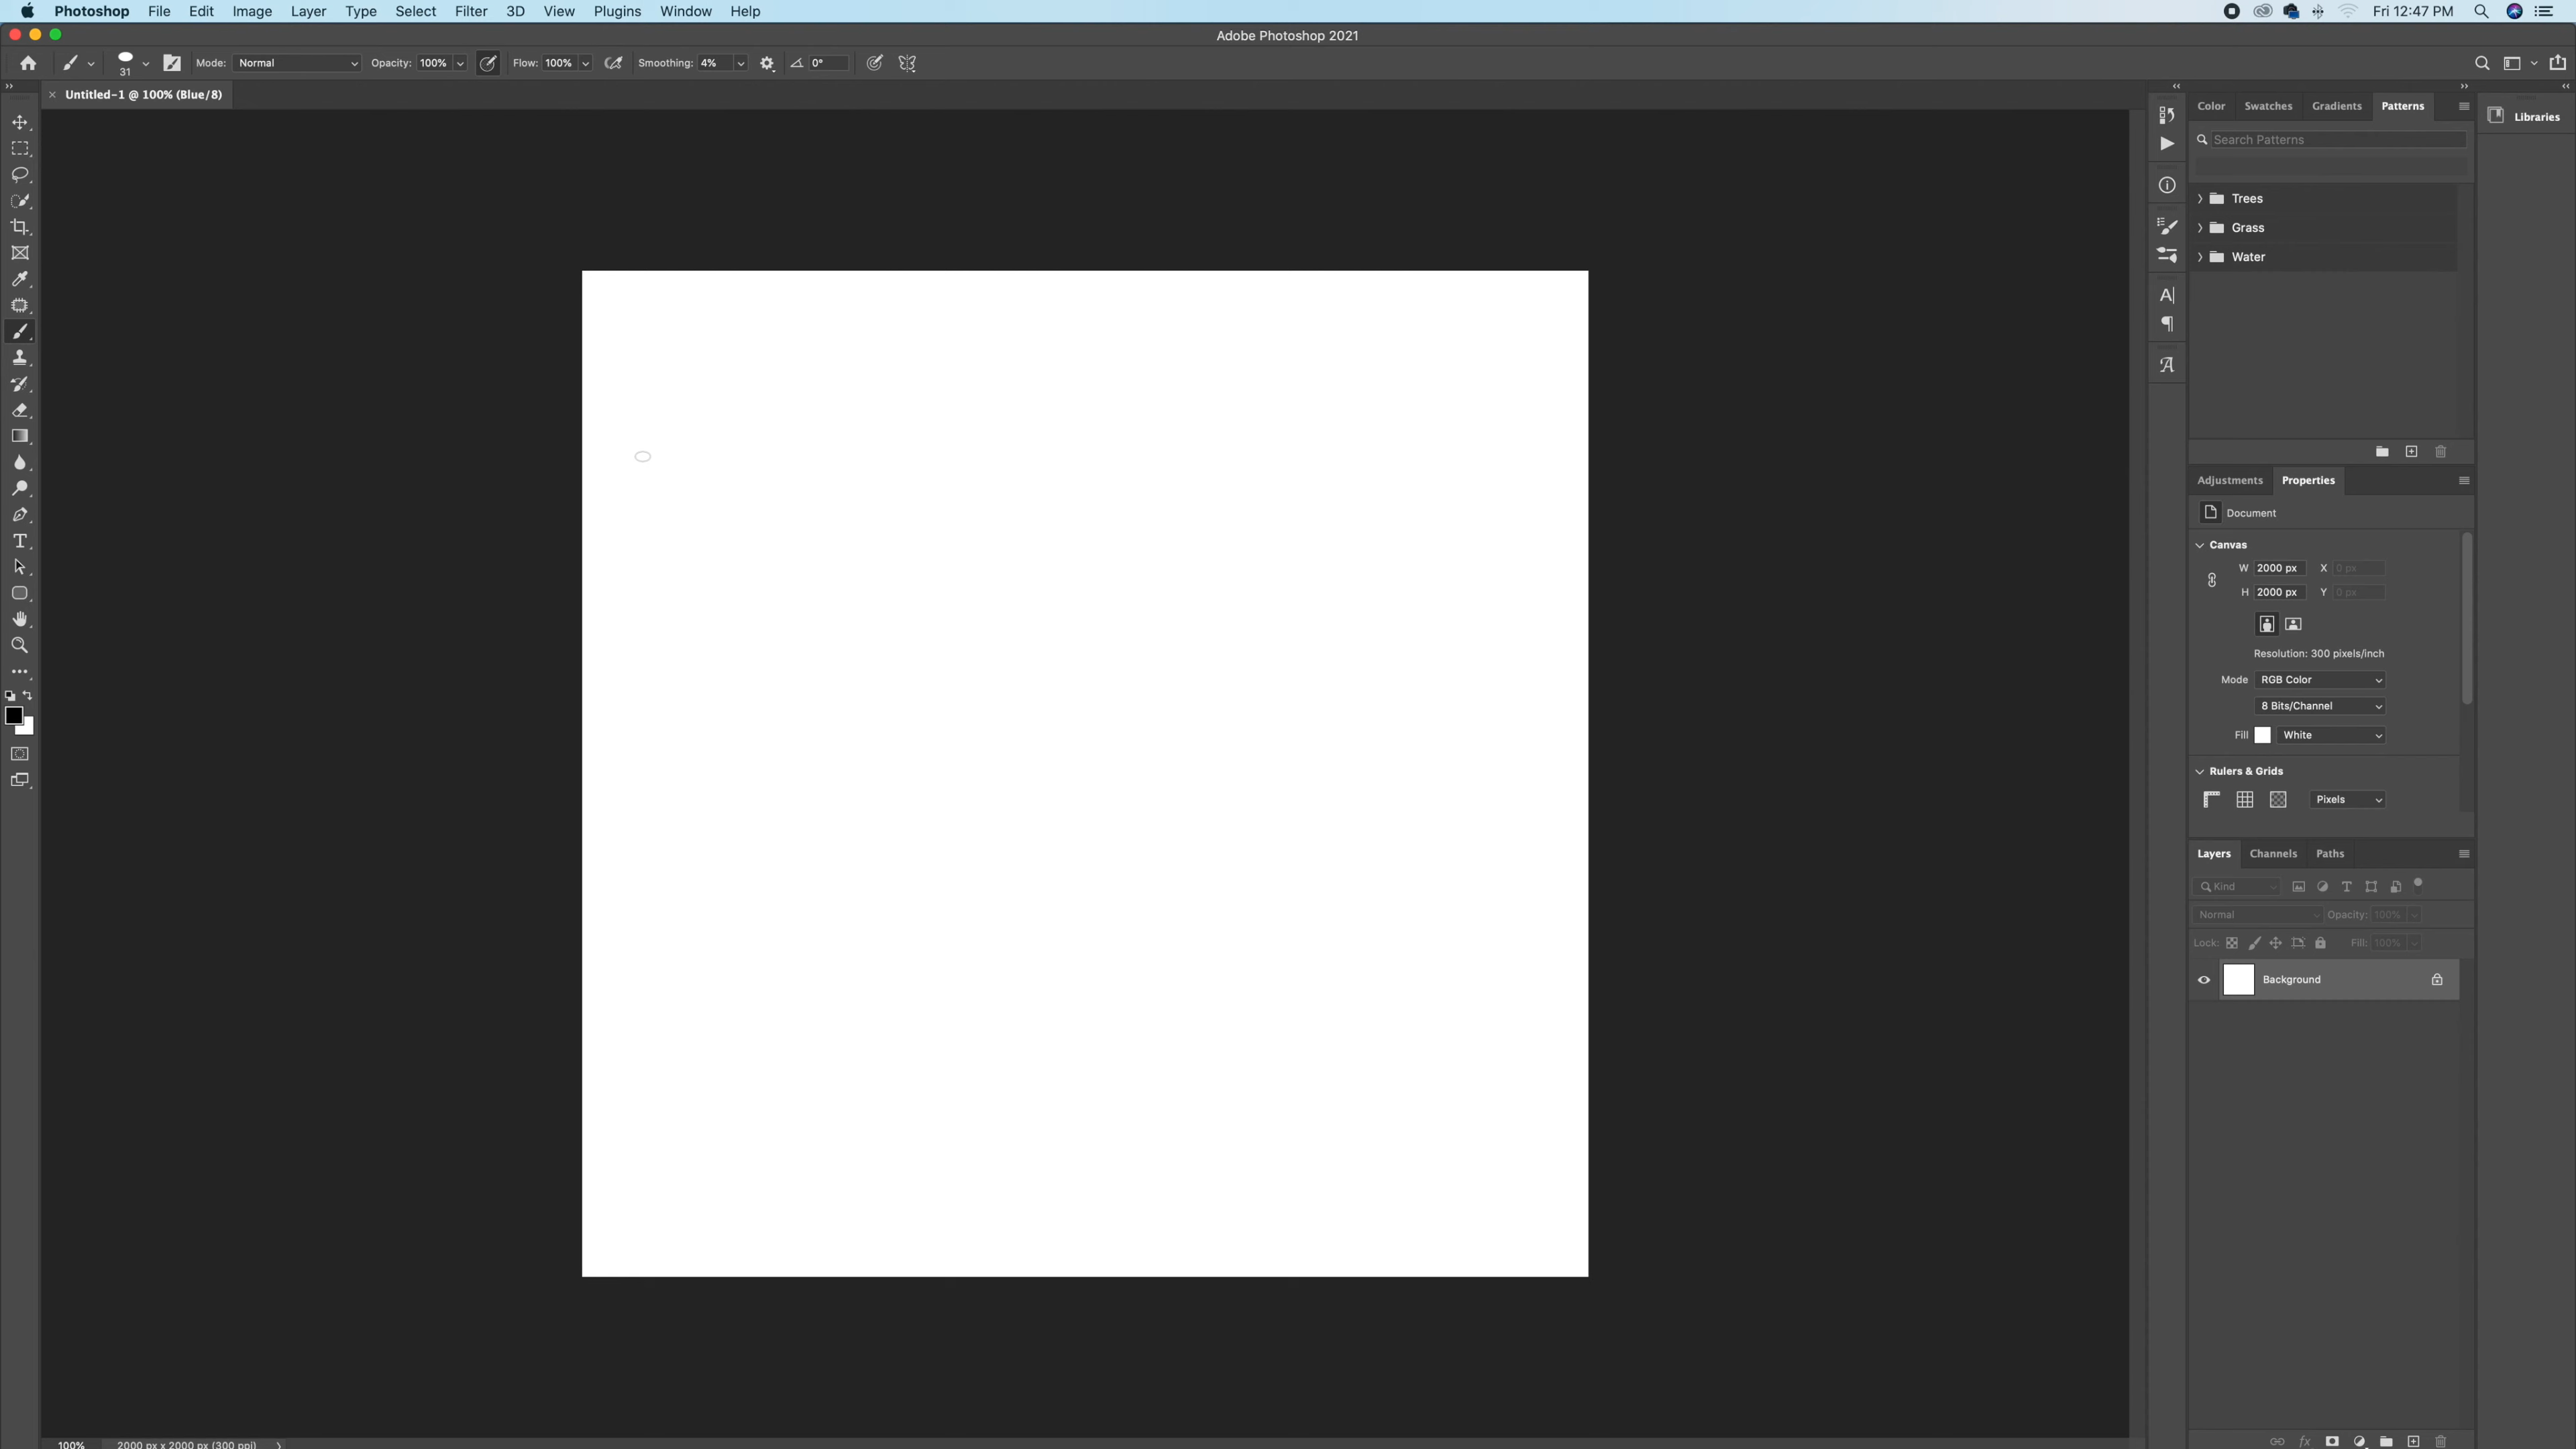 Photoshop File Edit Image Layer Type Select Filter 3D View Plugins Window Help Fri 12:47 PM
Adobe Photoshop 2021
31 Mode: Normal Opacity: 100% Flow: 100% Smoothing: 4% 0°
Untitled-1 @ 100% (Blue/8)
Color Swatches Gradients Patterns
Libraries
Search Patterns
Trees
Grass
Water
Adjustments Properties
Document
Canvas
W 2000 px X 0 px
H 2000 px Y 0 px
Resolution: 300 pixels/inch
Mode RGB Color
8 Bits/Channel
Fill White
Rulers & Grids
Pixels
Layers Channels Paths
Kind
Normal Opacity: 100%
Lock: Fill: 100%
Background
100% 2000 px x 2000 px (300 ppi)